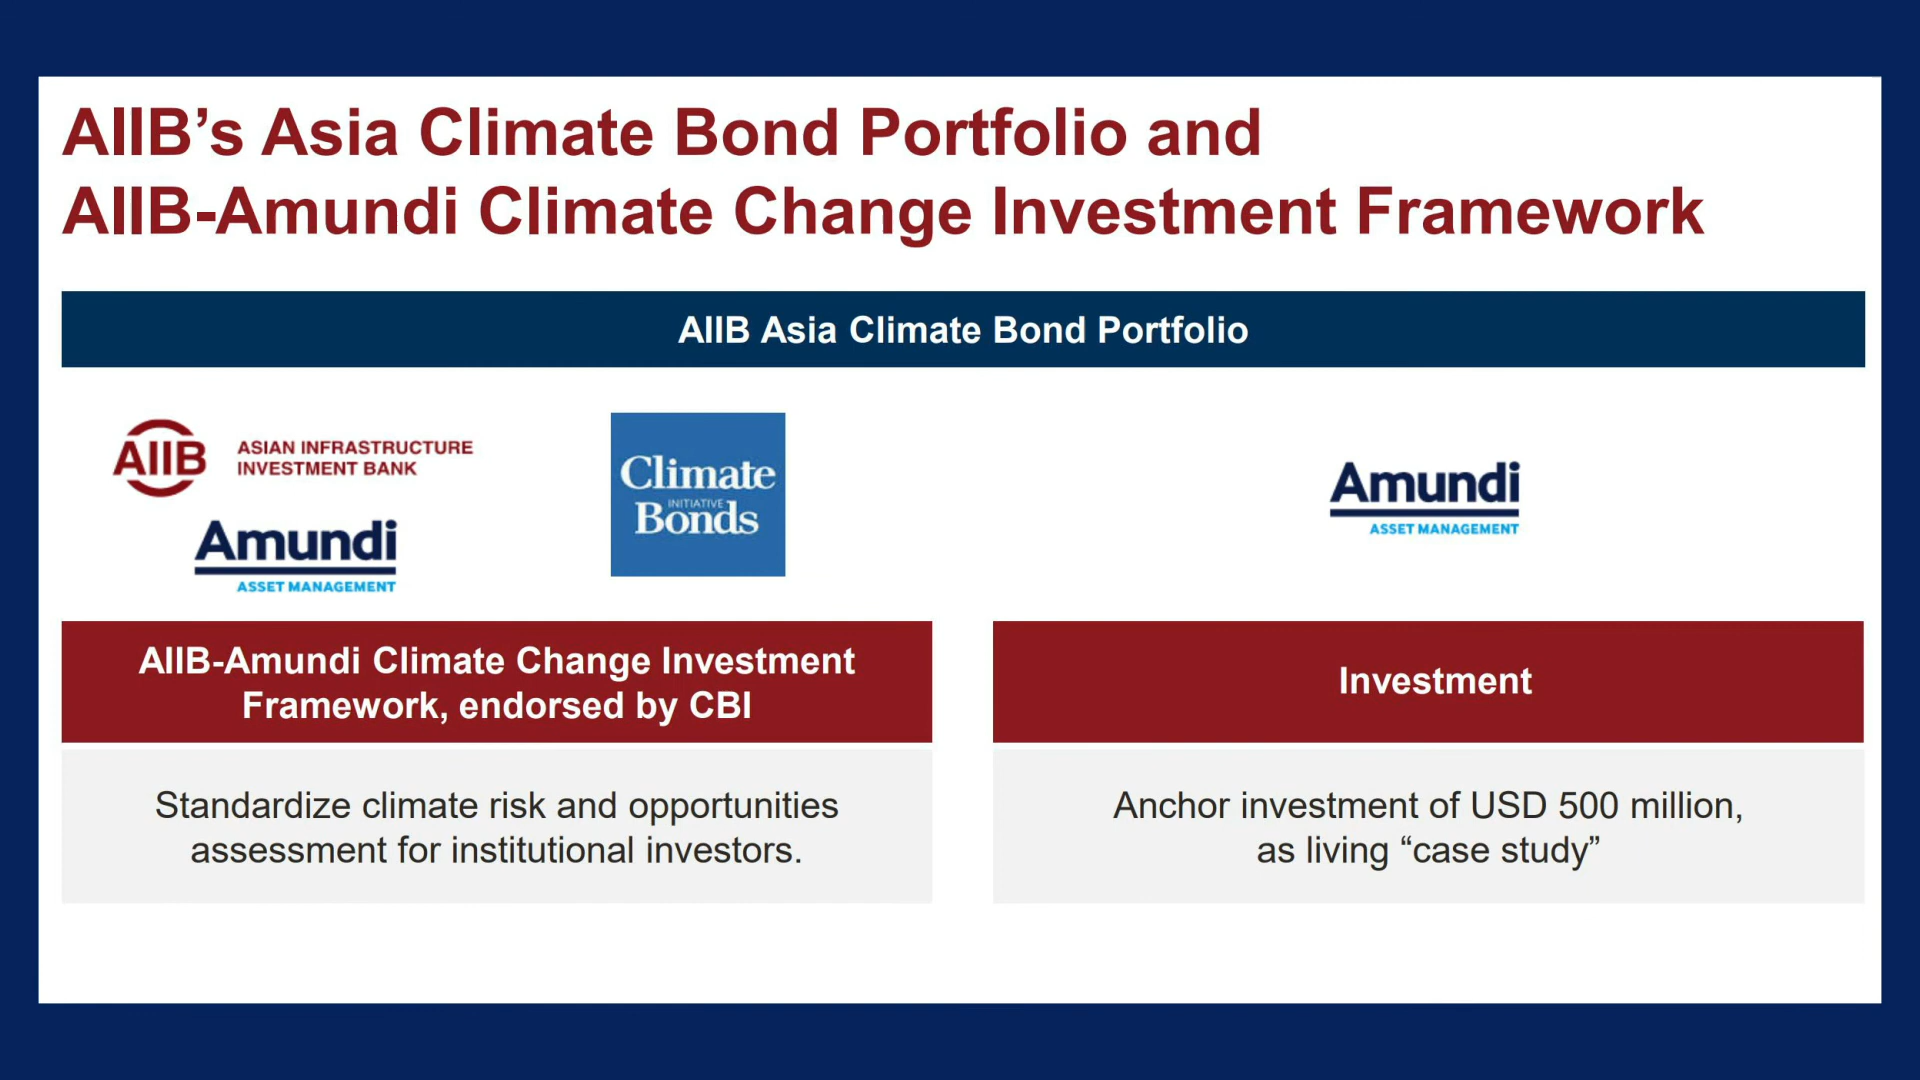 AIIB’s Asia Climate Bond Portfolio and
AIIB-Amundi Climate Change Investment Framework
AIIB Asia Climate Bond Portfolio
AIIB
ASIAN INFRASTRUCTURE
INVESTMENT BANK
Amundi
ASSET MANAGEMENT
Climate
INITIATIVE
Bonds
Amundi
ASSET MANAGEMENT
AIIB-Amundi Climate Change Investment
Framework, endorsed by CBI
Standardize climate risk and opportunities
assessment for institutional investors.
Investment
Anchor investment of USD 500 million,
as living “case study”